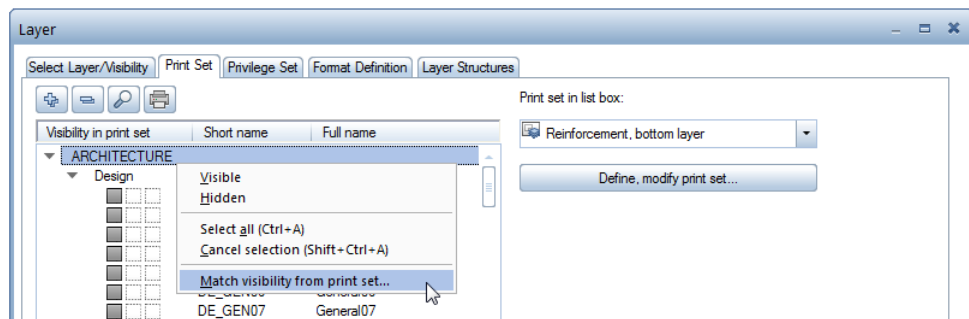 Layer
Select Layer/Visibility Print Set Privilege Set Format Definition Layer Structures
Print set in list box:
Visibility in print set Short name Full name
Reinforcement, bottom layer
ARCHITECTURE
Design
Define, modify print set...
Visible
Hidden
Select all (Ctrl+A)
Cancel selection (Shift+Ctrl+A)
Match visibility from print set...
DE_GEN07 General07